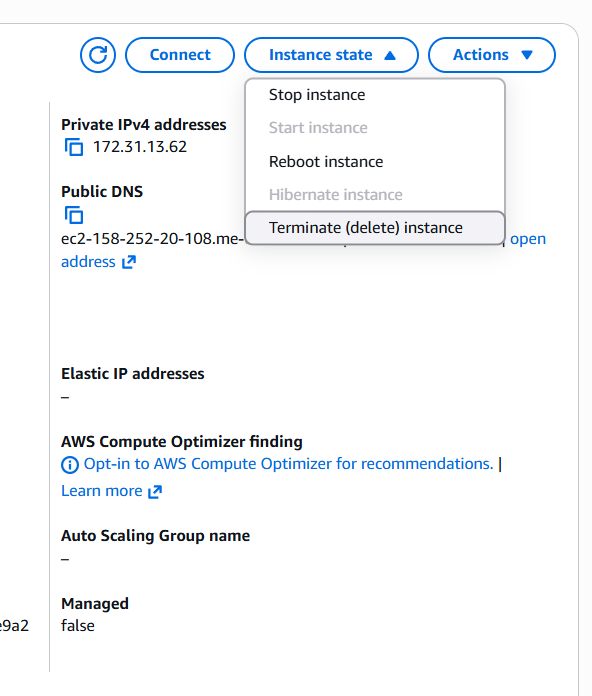 Connect
Instance state
Actions
Stop instance
Start instance
Reboot instance
Hibernate instance
Terminate (delete) instance
Private IPv4 addresses
172.31.13.62
Public DNS
ec2-158-252-20-108.me- | open
address
Elastic IP addresses
–
AWS Compute Optimizer finding
Opt-in to AWS Compute Optimizer for recommendations. |
Learn more
Auto Scaling Group name
–
Managed
e9a2 false